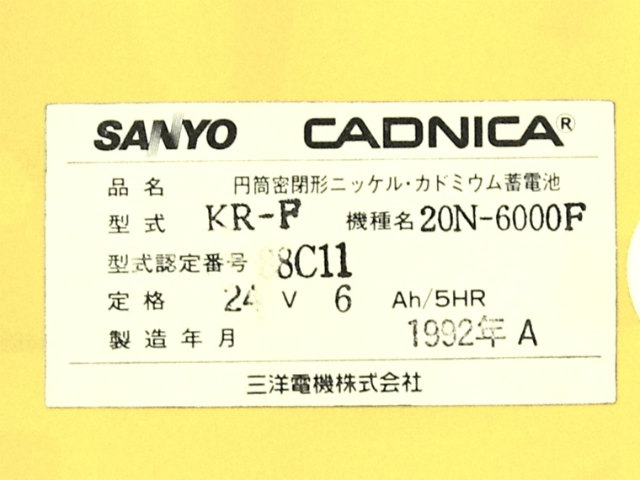 SANYO CADNICA®
品名 円筒密閉形ニッケル・カドミウム蓄電池
型式 KR-F 機種名 20N-6000F
型式認定番号 88C11
定格 24 V 6 Ah/5HR
製造年月 1992年 A
三洋電機株式会社